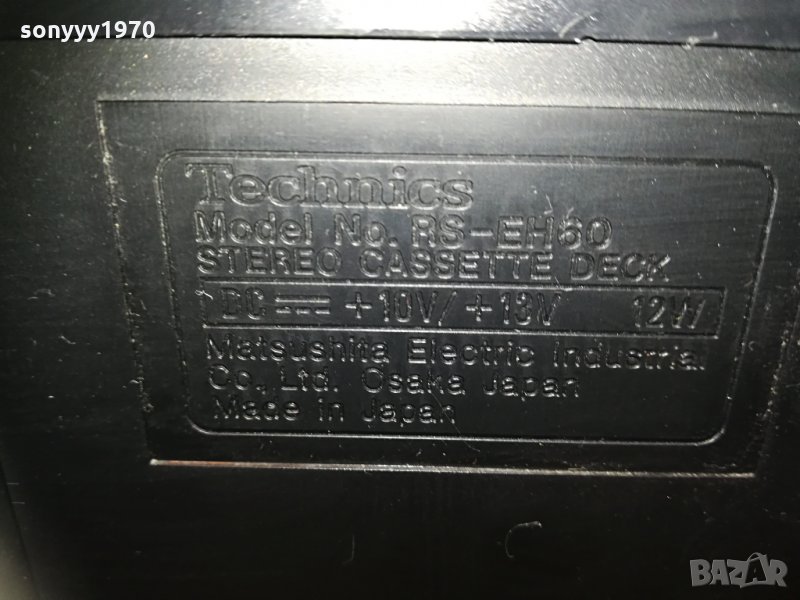 sonyyy1970
Technics
Model No. RS-EH60
STEREO CASSETTE DECK
DC ⎓ +10V/+13V 12W
Matsushita Electric Industrial
Co., Ltd. Osaka Japan
Made in Japan
BAZAR